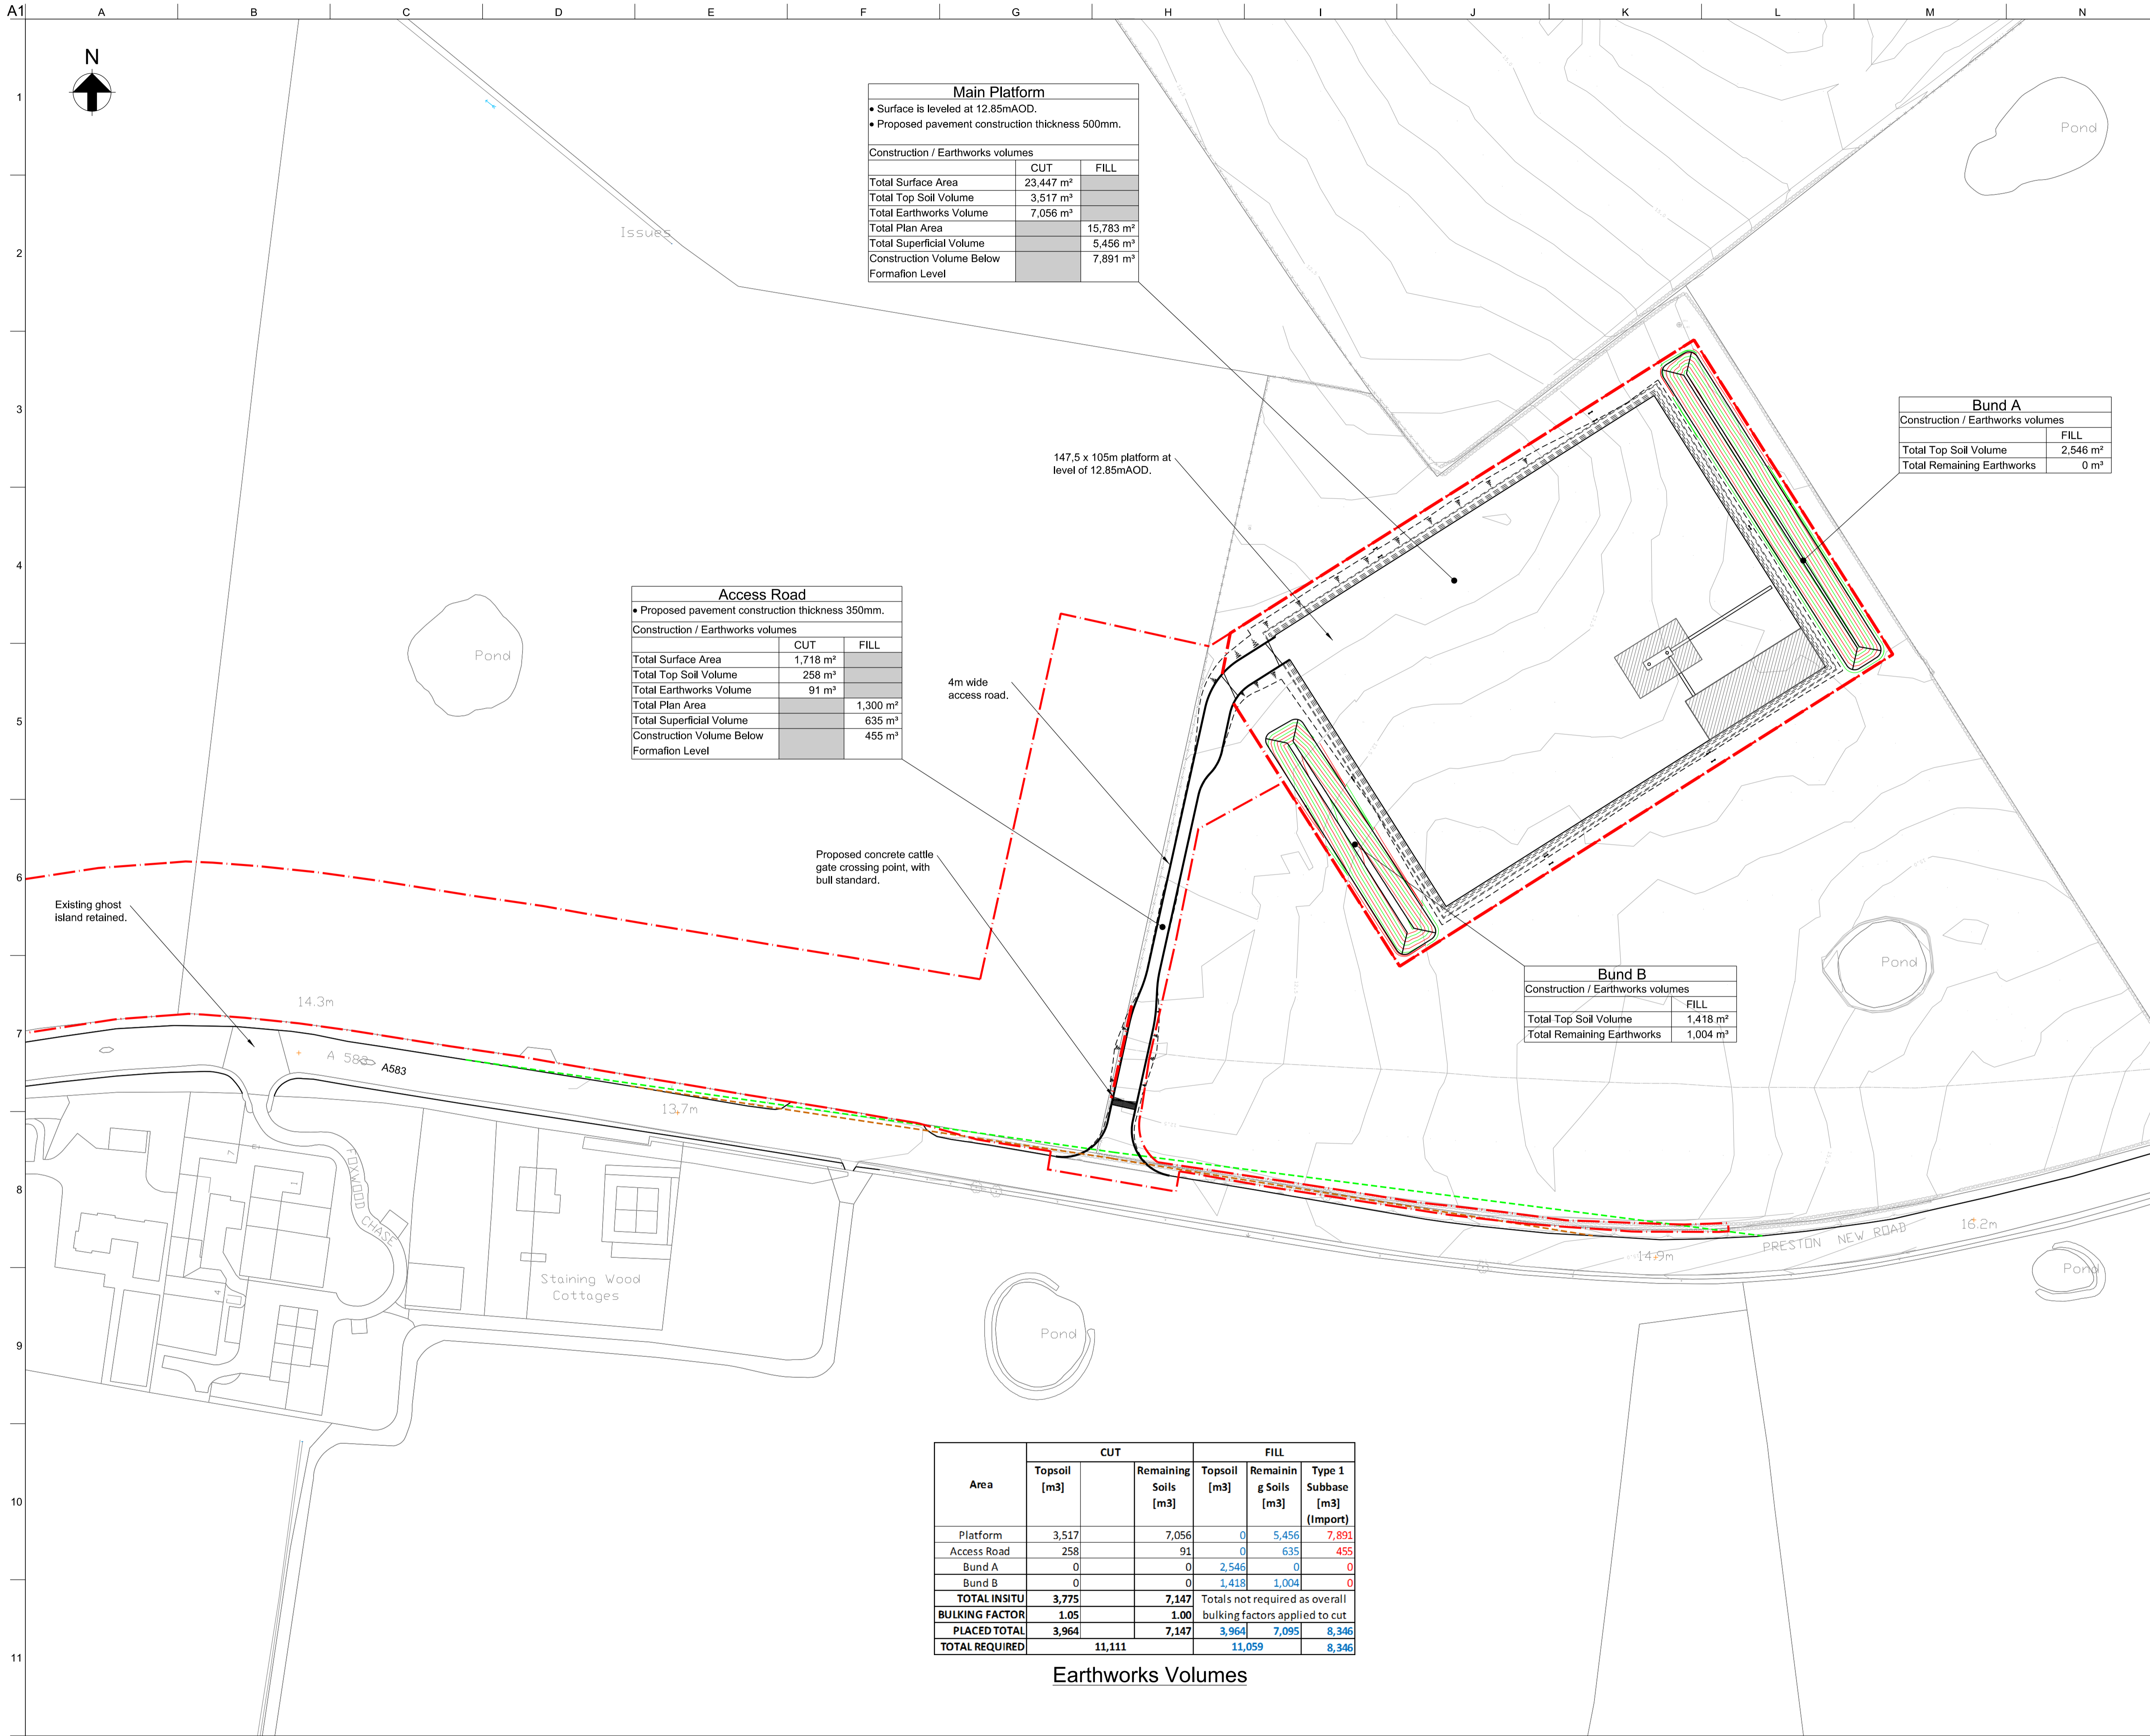 A1
A B C D E F G H I J K L M N
N
1
2
3
4
5
6
7
8
9
10
11
Main Platform
• Surface is leveled at 12.85mAOD.
• Proposed pavement construction thickness 500mm.
Construction / Earthworks volumes
CUT FILL
Total Surface Area 23,447 m²
Total Top Soil Volume 3,517 m³
Total Earthworks Volume 7,056 m³
Total Plan Area 15,783 m²
Total Superficial Volume 5,456 m³
Construction Volume Below 7,891 m³
Formafion Level
Pond
Issues
Bund A
Construction / Earthworks volumes
FILL
Total Top Soil Volume 2,546 m²
Total Remaining Earthworks 0 m³
147,5 x 105m platform at
level of 12.85mAOD.
Access Road
• Proposed pavement construction thickness 350mm.
Construction / Earthworks volumes
CUT FILL
Total Surface Area 1,718 m²
Total Top Soil Volume 258 m³
Total Earthworks Volume 91 m³
Total Plan Area 1,300 m²
Total Superficial Volume 635 m³
Construction Volume Below 455 m³
Formafion Level
Pond
4m wide
access road.
Proposed concrete cattle
gate crossing point, with
bull standard.
Existing ghost
island retained.
Pond
Bund B
Construction / Earthworks volumes
FILL
Total Top Soil Volume 1,418 m²
Total Remaining Earthworks 1,004 m³
14.3m
A 583
A583
13.7m
7
1
4
FOXWOOD CHASE
Staining Wood
Cottages
PRESTON NEW ROAD
16.2m
14.9m
Pond
Pond
Area CUT FILL
Topsoil [m3] Remaining Soils [m3] Topsoil [m3] Remainin g Soils [m3] Type 1 Subbase [m3] (Import)
Platform 3,517 7,056 0 5,456 7,891
Access Road 258 91 0 635 455
Bund A 0 0 2,546 0 0
Bund B 0 0 1,418 1,004 0
TOTAL INSITU 3,775 7,147 Totals not required as overall
BULKING FACTOR 1.05 1.00 bulking factors applied to cut
PLACED TOTAL 3,964 7,147 3,964 7,095 8,346
TOTAL REQUIRED 11,111 11,059 8,346
Earthworks Volumes